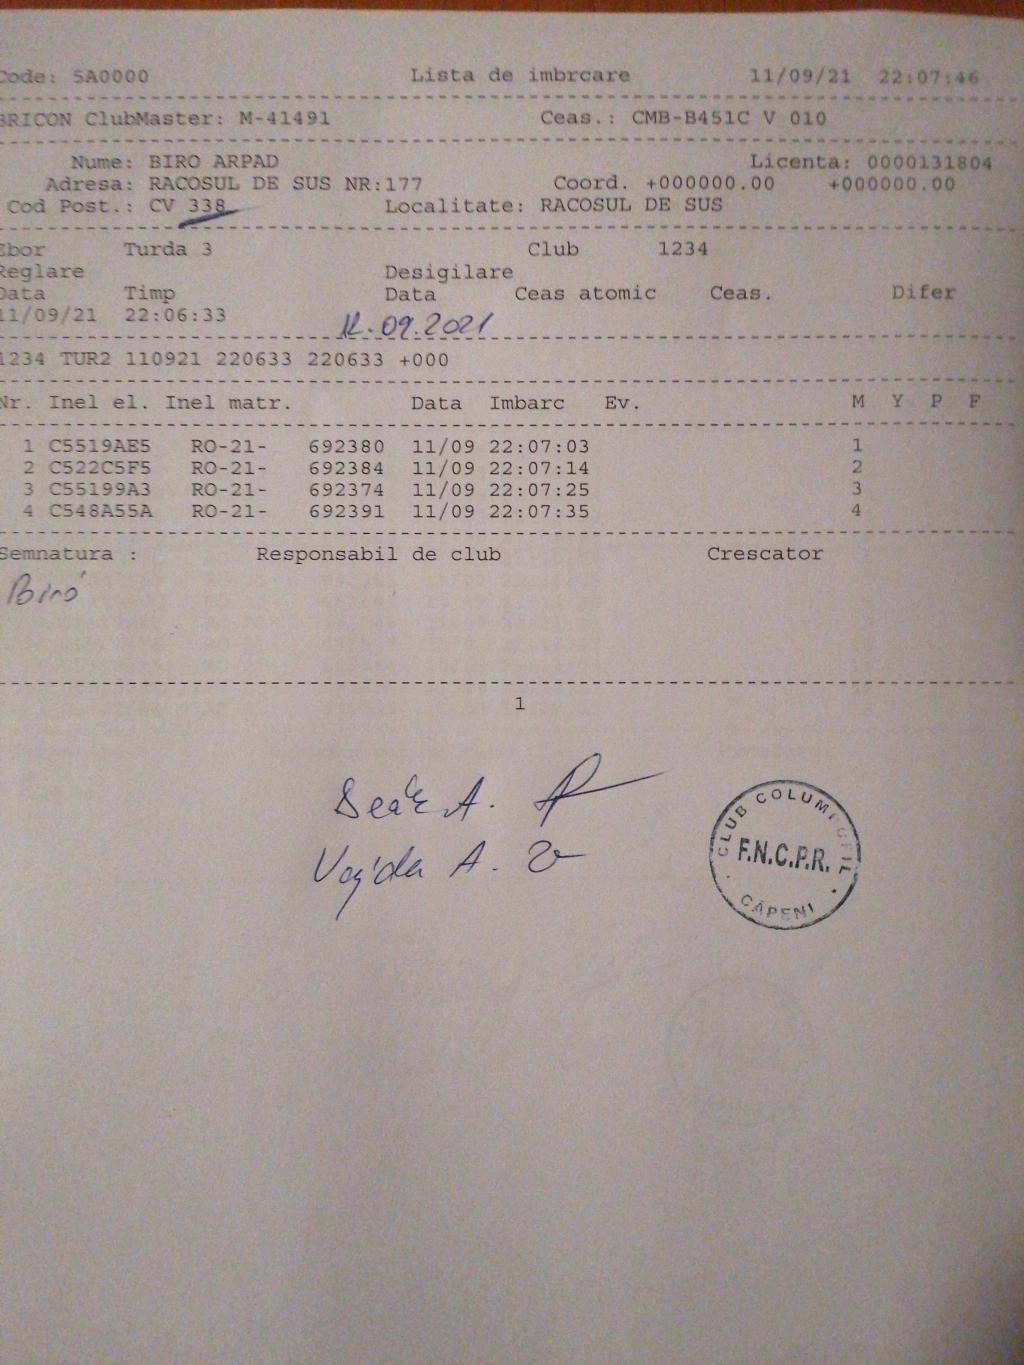 Code: 5A0000 Lista de imbrcare 11/09/21 22:07:46
BRICON ClubMaster: M-41491 Ceas.: CMB-B451C V 010
Nume: BIRO ARPAD Licenta: 0000131804
Adresa: RACOSUL DE SUS NR:177 Coord. +000000.00 +000000.00
Cod Post.: CV 338 Localitate: RACOSUL DE SUS
Zbor Turda 3 Club 1234
Reglare Desigilare
Data Timp Data Ceas atomic Ceas. Difer
11/09/21 22:06:33
12.09.2021
1234 TUR2 110921 220633 220633 +000
Nr. Inel el. Inel matr. Data Imbarc Ev. M Y P F
1 C5519AE5 RO-21- 692380 11/09 22:07:03 1
2 C522C5F5 RO-21- 692384 11/09 22:07:14 2
3 C55199A3 RO-21- 692374 11/09 22:07:25 3
4 C548A55A RO-21- 692391 11/09 22:07:35 4
Semnatura : Responsabil de club Crescator
Biró
1
Deák A.
Vajda A.
CLUB COLUMBOFIL
F.N.C.P.R.
CĂPENI